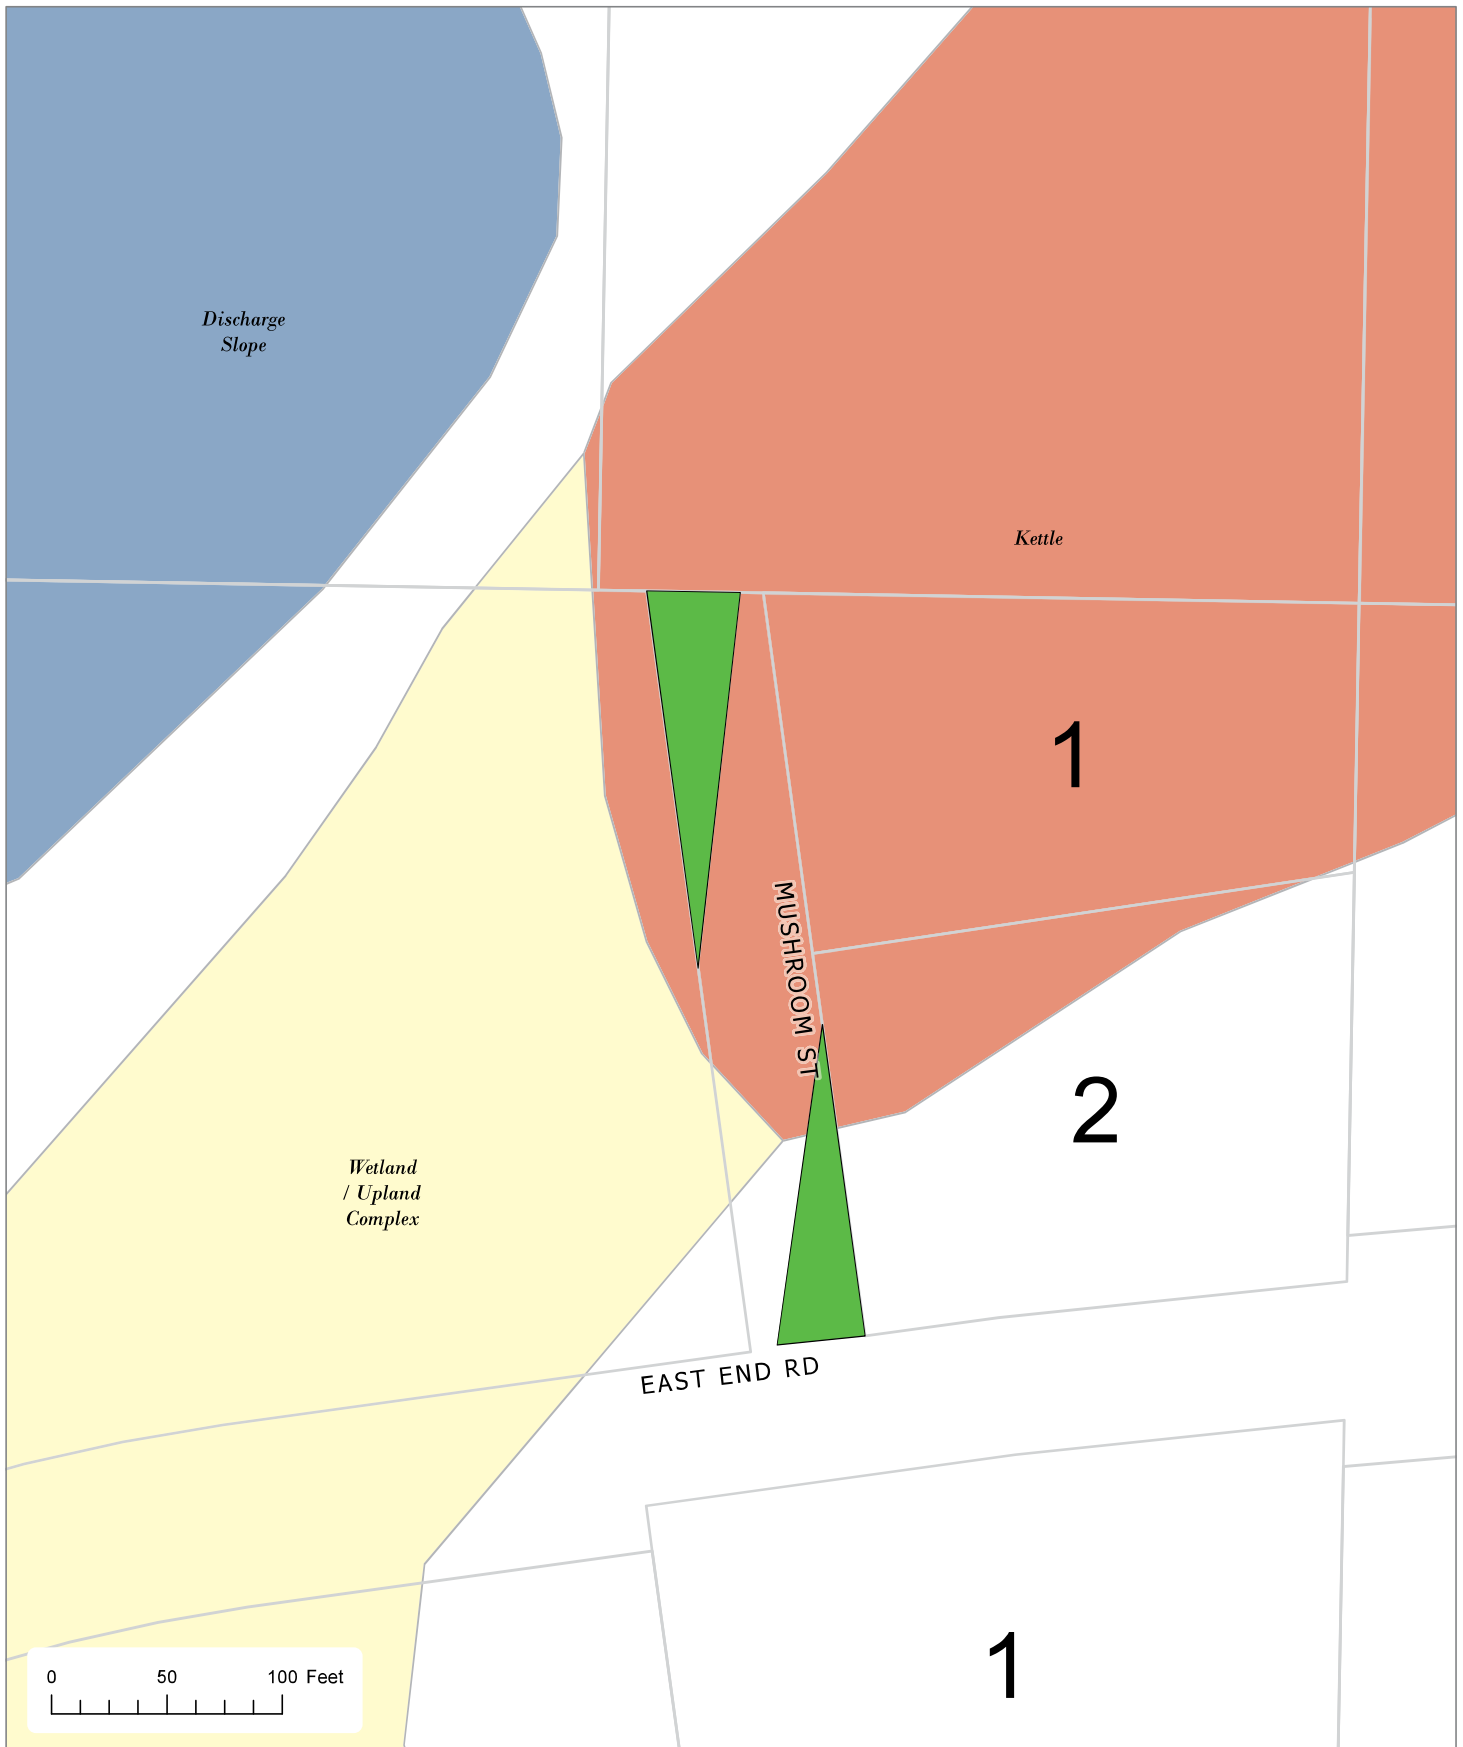 Discharge
Slope
Kettle
1
MUSHROOM ST
2
Wetland
/ Upland
Complex
EAST END RD
1
0 50 100 Feet